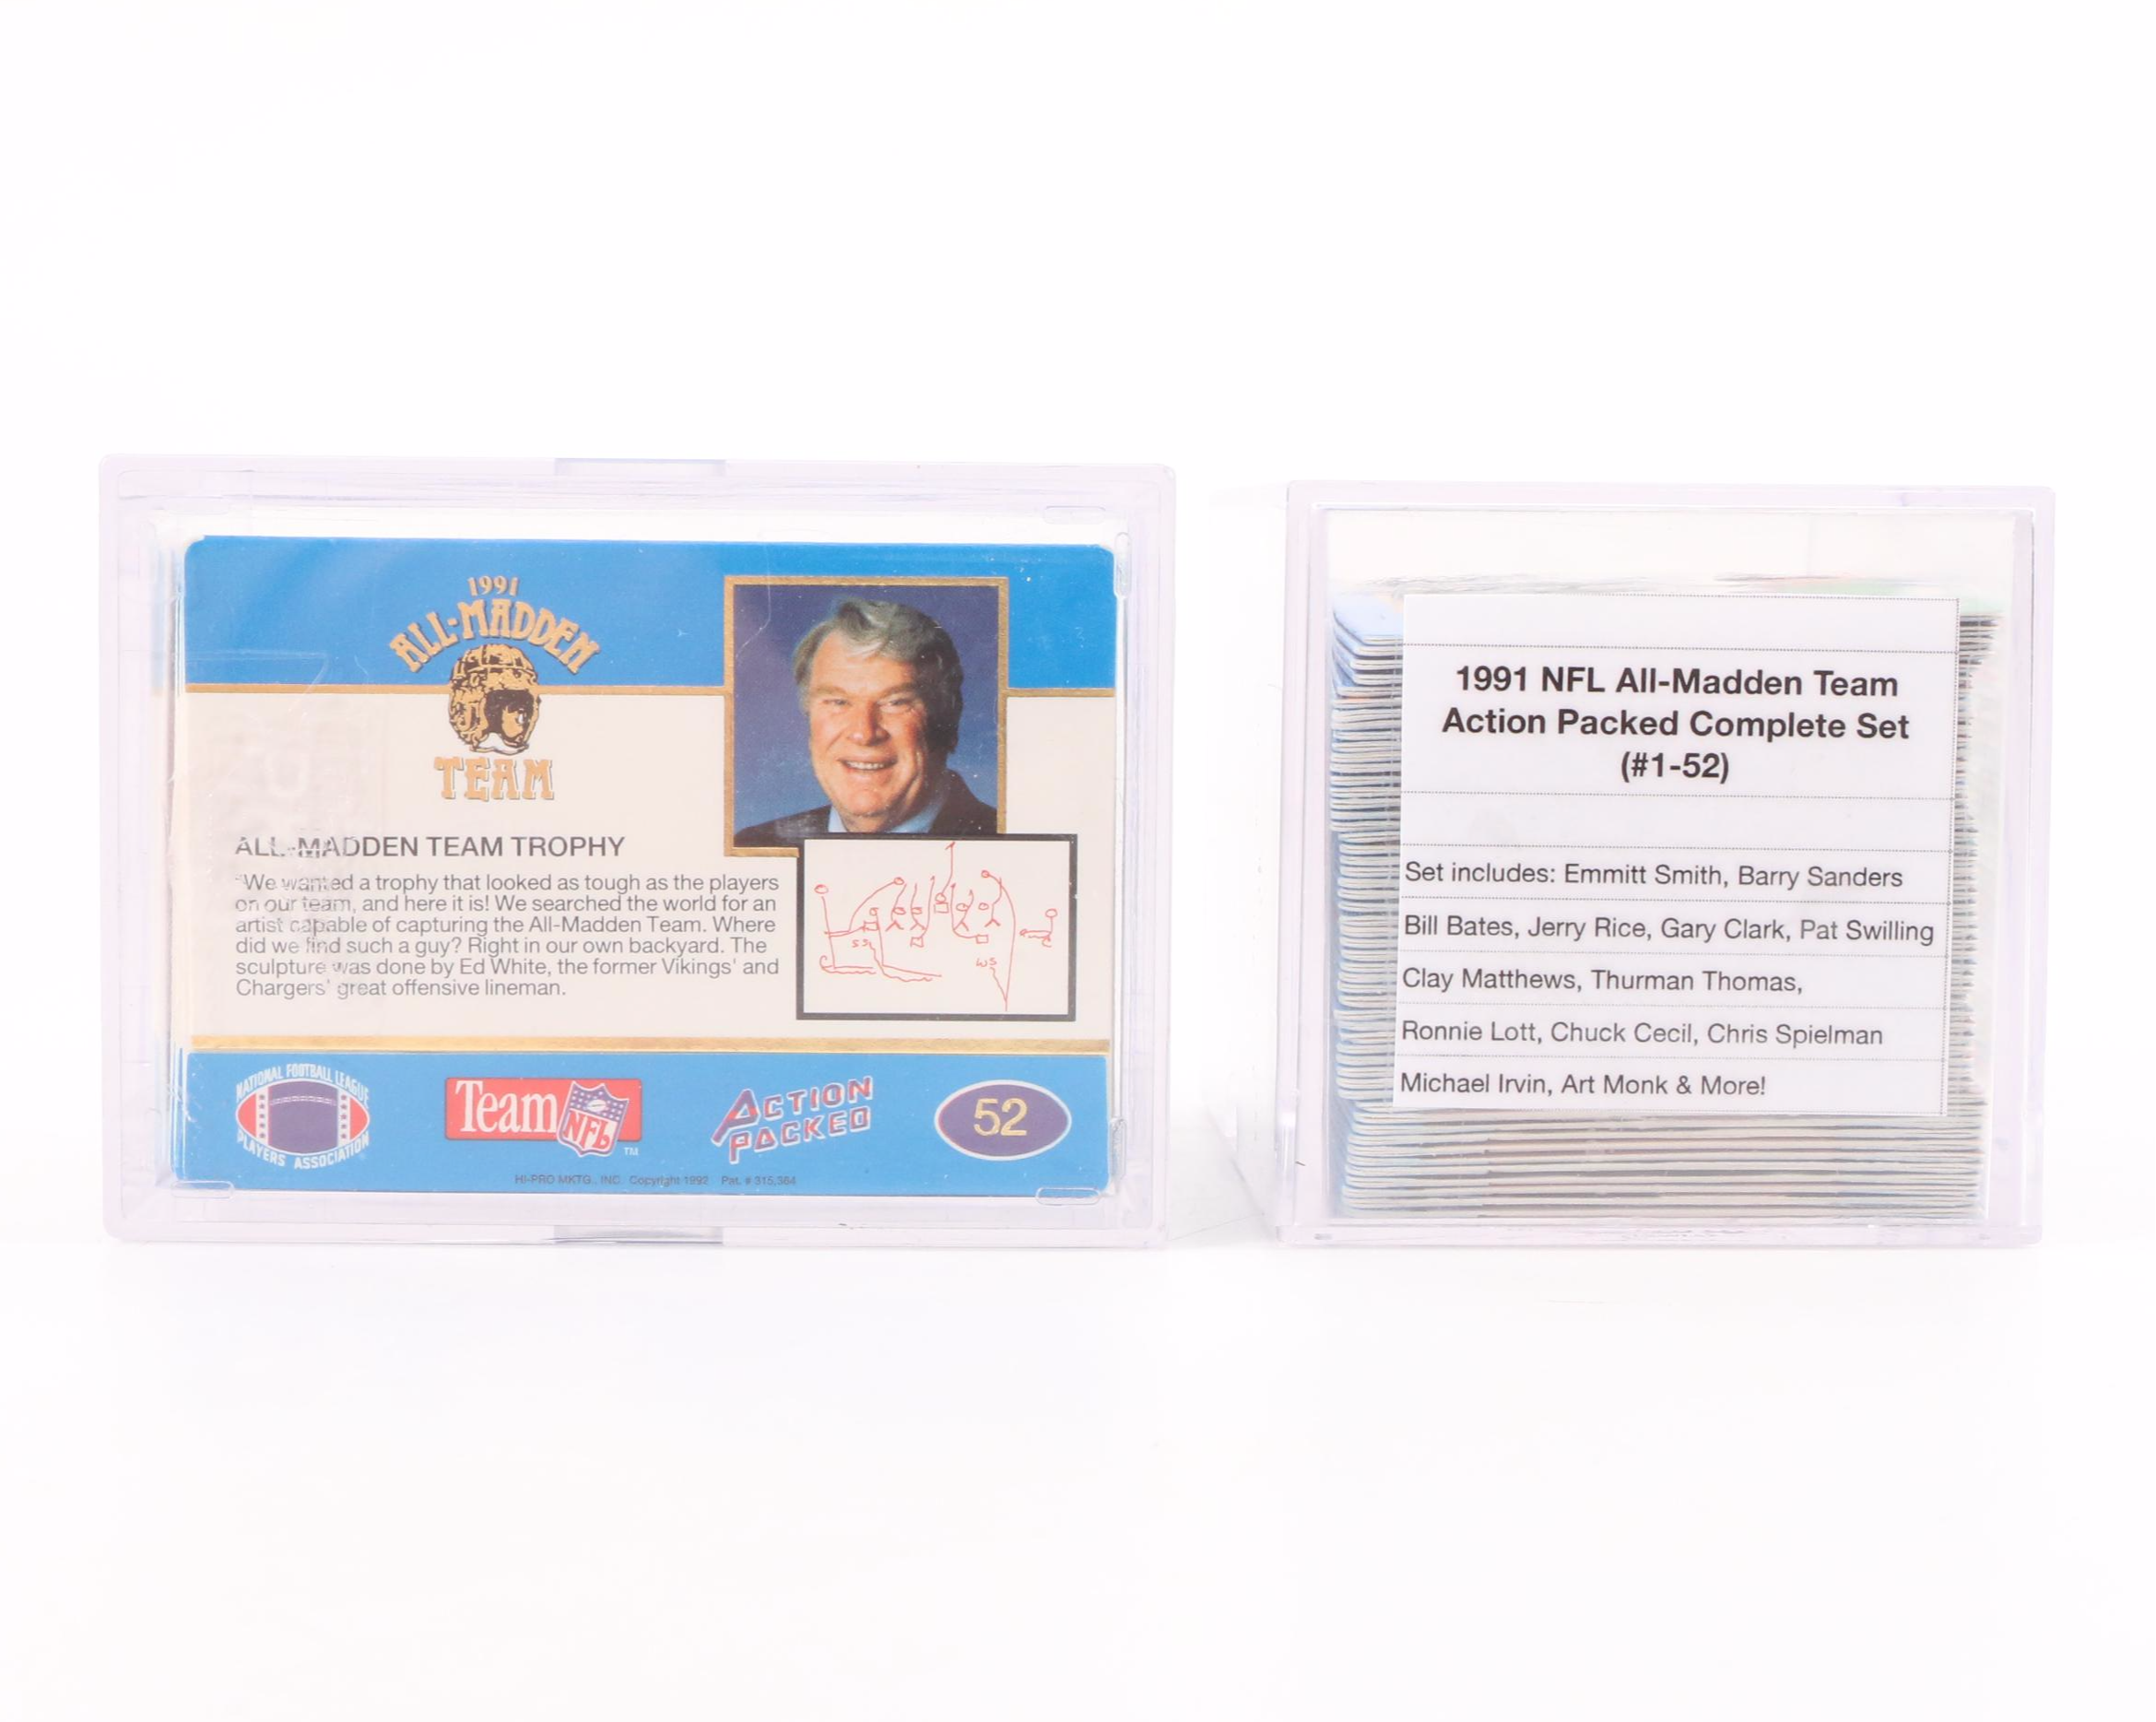 1991
ALL-MADDEN
TEAM
ALL-MADDEN TEAM TROPHY
"We wanted a trophy that looked as tough as the players
on our team, and here it is! We searched the world for an
artist capable of capturing the All-Madden Team. Where
did we find such a guy? Right in our own backyard. The
sculpture was done by Ed White, the former Vikings' and
Chargers' great offensive lineman.
SS
WS
NATIONAL FOOTBALL LEAGUE
PLAYERS ASSOCIATION
Team NFL TM
ACTION
PACKED
52
HI-PRO MKTG., INC. Copyright 1992 Pat. # 315,364
1991 NFL All-Madden Team
Action Packed Complete Set
(#1-52)
Set includes: Emmitt Smith, Barry Sanders
Bill Bates, Jerry Rice, Gary Clark, Pat Swilling
Clay Matthews, Thurman Thomas,
Ronnie Lott, Chuck Cecil, Chris Spielman
Michael Irvin, Art Monk & More!